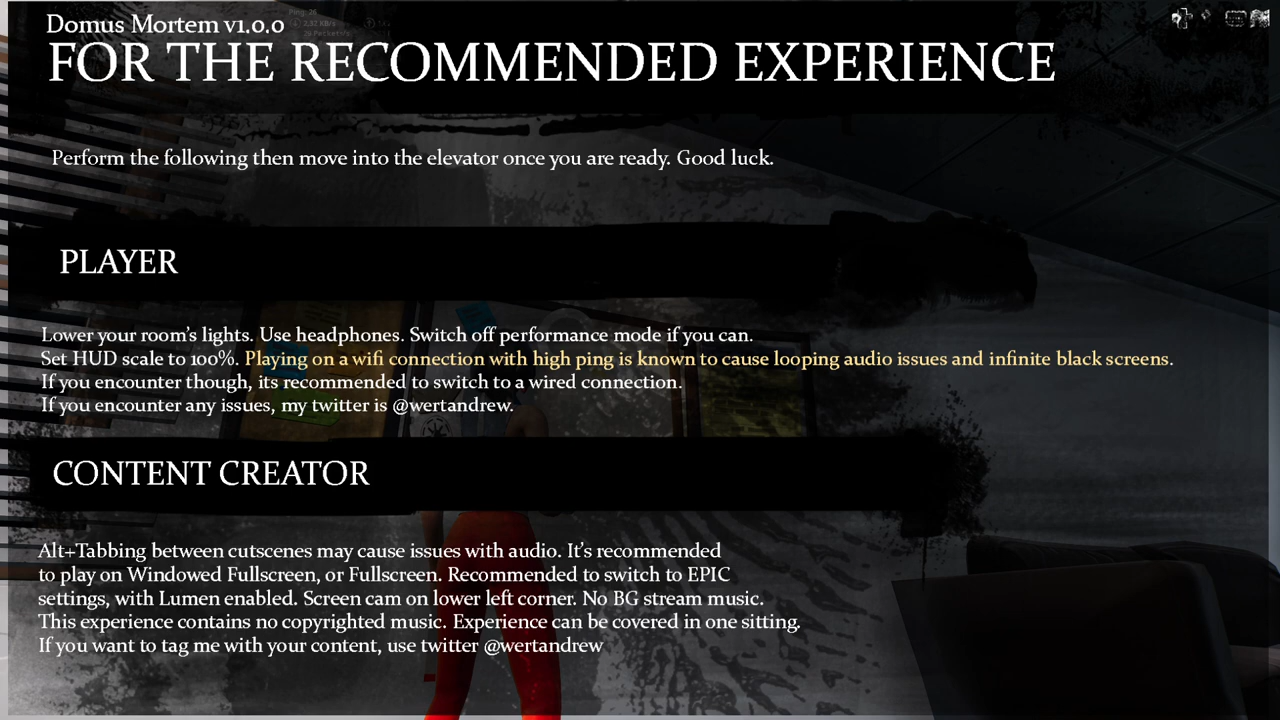 Domus Mortem v1.0.0
FOR THE RECOMMENDED EXPERIENCE
Perform the following then move into the elevator once you are ready. Good luck.
PLAYER
Lower your room's lights. Use headphones. Switch off performance mode if you can.
Set HUD scale to 100%. Playing on a wifi connection with high ping is known to cause looping audio issues and infinite black screens.
If you encounter though, its recommended to switch to a wired connection.
If you encounter any issues, my twitter is @wertandrew.
CONTENT CREATOR
Alt+Tabbing between cutscenes may cause issues with audio. It's recommended
to play on Windowed Fullscreen, or Fullscreen. Recommended to switch to EPIC
settings, with Lumen enabled. Screen cam on lower left corner. No BG stream music.
This experience contains no copyrighted music. Experience can be covered in one sitting.
If you want to tag me with your content, use twitter @wertandrew